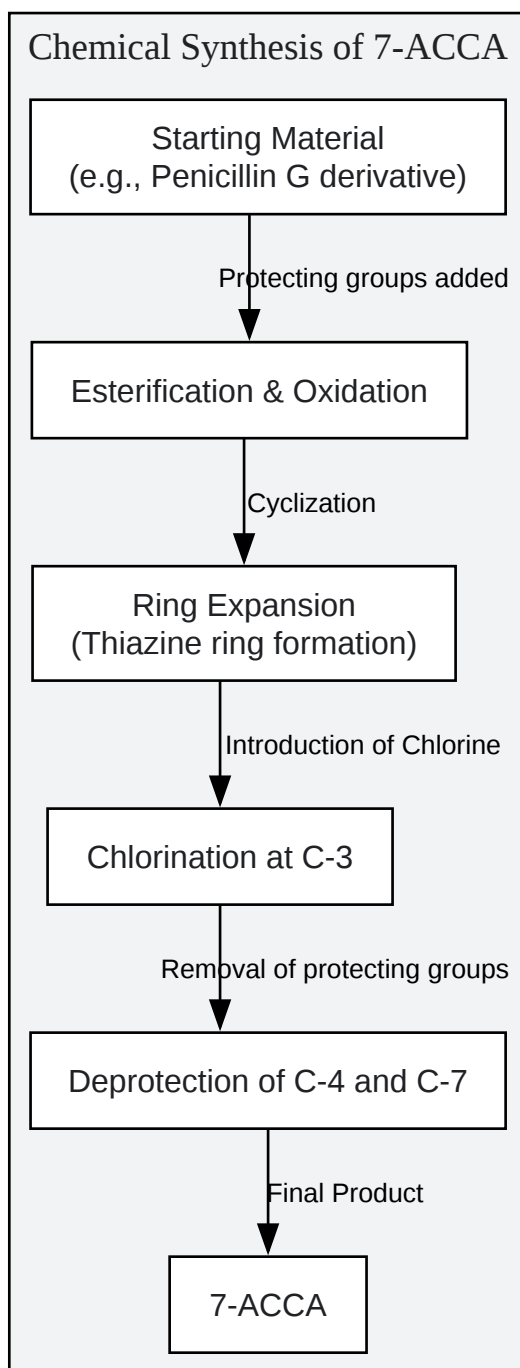 Chemical Synthesis of 7-ACCA
Starting Material
(e.g., Penicillin G derivative)
Protecting groups added
Esterification & Oxidation
Cyclization
Ring Expansion
(Thiazine ring formation)
Introduction of Chlorine
Chlorination at C-3
Removal of protecting groups
Deprotection of C-4 and C-7
Final Product
7-ACCA